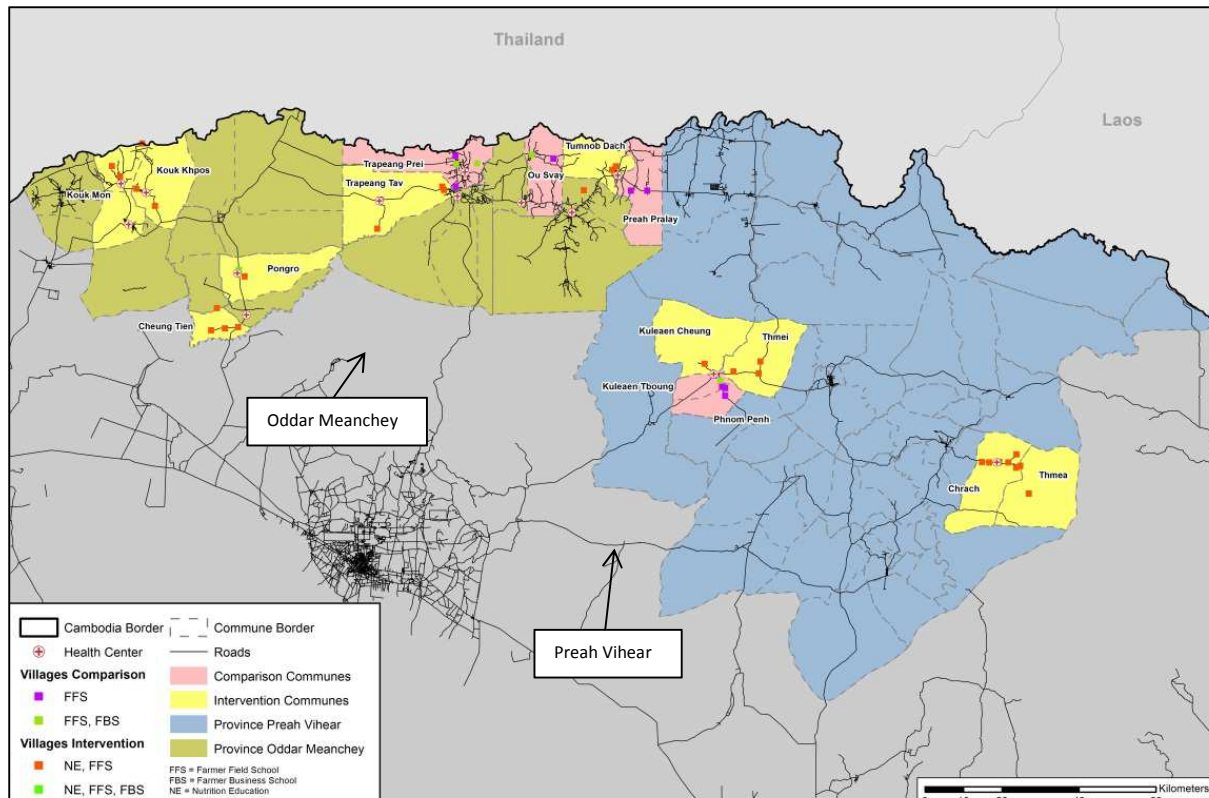 Thailand
Laos
Kouk Khpos
Kouk Mon
Trapeang Prei
Trapeang Tav
Ou Svay
Tumnob Dach
Preah Pralay
Pongro
Cheung Tien
Kuleaen Cheung
Thmei
Kuleaen Tboung
Phnom Penh
Chrach
Thmea
Oddar Meanchey
Preah Vihear
Cambodia Border
Commune Border
Health Center
Roads
Villages Comparison
Comparison Communes
FFS
Intervention Communes
FFS, FBS
Province Preah Vihear
Villages Intervention
Province Oddar Meanchey
NE, FFS
NE, FFS, FBS
FFS = Farmer Field School
FBS = Farmer Business School
NE = Nutrition Education
Kilometers